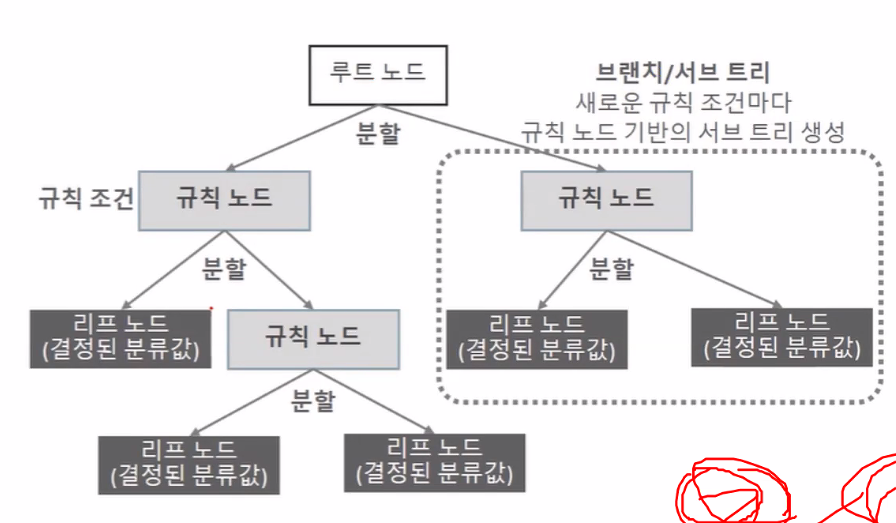 루트 노드
브랜치/서브 트리
새로운 규칙 조건마다
규칙 노드 기반의 서브 트리 생성
분할
규칙 조건
규칙 노드
규칙 노드
분할
분할
리프 노드
(결정된 분류값)
규칙 노드
리프 노드
(결정된 분류값)
리프 노드
(결정된 분류값)
분할
리프 노드
(결정된 분류값)
리프 노드
(결정된 분류값)